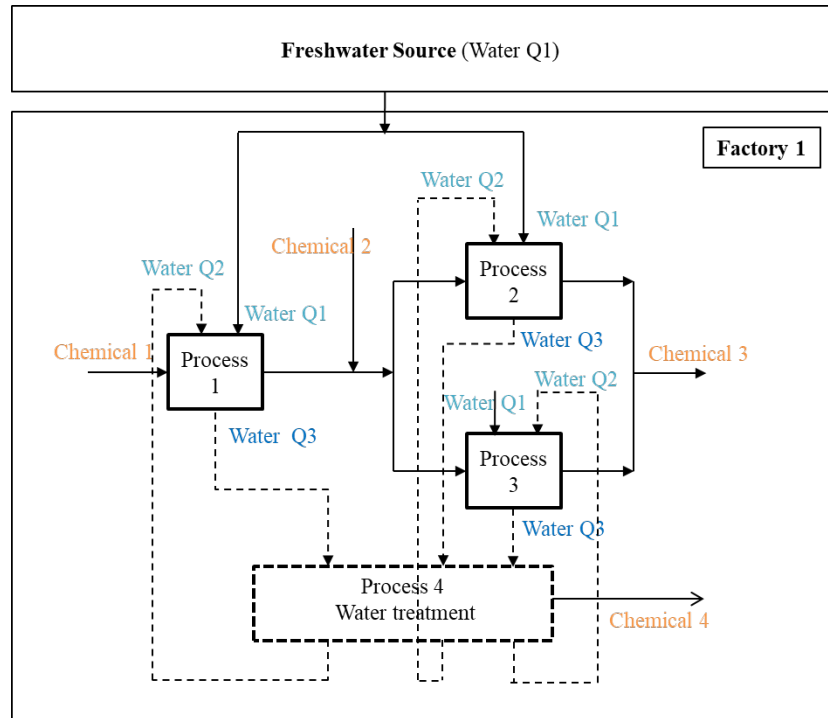 Freshwater Source (Water Q1)
Factory 1
Water Q2
Water Q1
Chemical 2
Water Q2
Process
2
Water Q1
Water Q3
Chemical 1
Process
1
Chemical 3
Water Q2
Water Q1
Water  Q3
Process
3
Water Q3
Process 4
Water treatment
Chemical 4